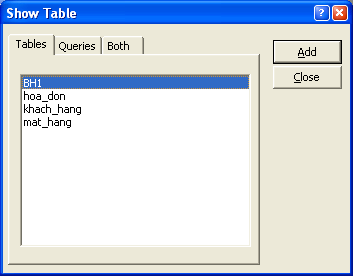 Show Table
?
Tables Queries Both
Add
Close
BH1
hoa_don
khach_hang
mat_hang